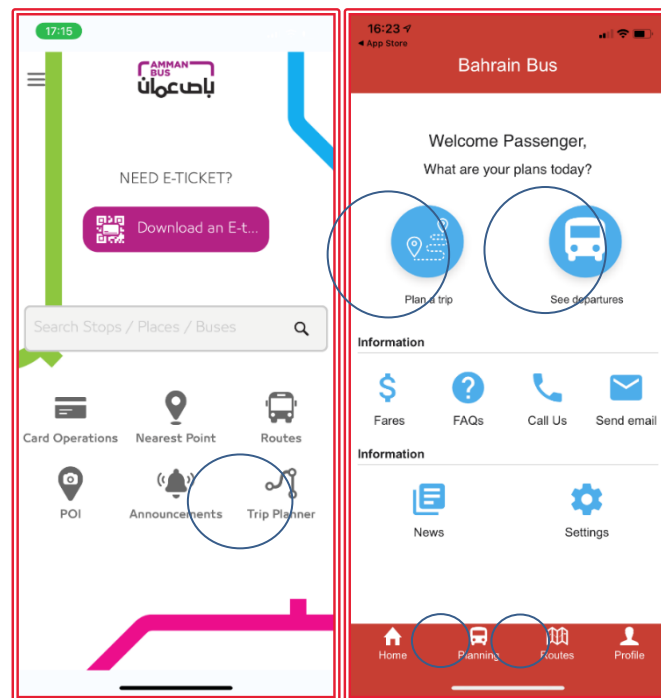 17:15
AMMAN
BUS
باص عمان
NEED E-TICKET?
Download an E-t...
Search Stops / Places / Buses
Card Operations
Nearest Point
Routes
POI
Announcements
Trip Planner
16:23
App Store
Bahrain Bus
Welcome Passenger,
What are your plans today?
Plan a trip
See departures
Information
Fares
FAQs
Call Us
Send email
Information
News
Settings
Home
Planning
Routes
Profile